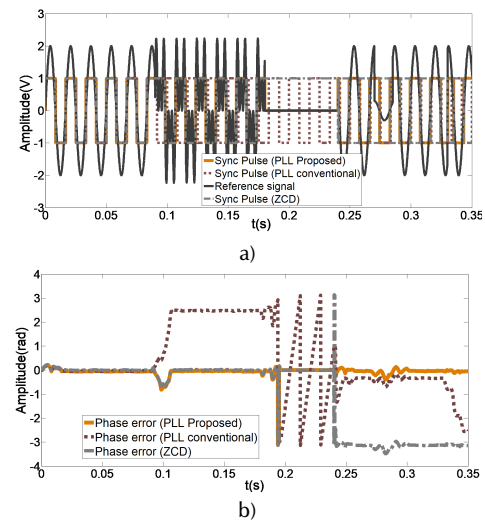 a)
Amplitude(V)
3
2
1
0
-1
-2
-3
Sync Pulse (PLL Proposed)
Sync Pulse (PLL conventional)
Reference signal
Sync Pulse (ZCD)
0 0.05 0.1 0.15 0.2 0.25 0.3 0.35
t(s)
a)
Amplitude(rad)
4
3
2
1
0
-1
-2
-3
-4
Phase error (PLL Proposed)
Phase error (PLL conventional)
Phase error (ZCD)
0 0.05 0.1 0.15 0.2 0.25 0.3 0.35
t(s)
b)